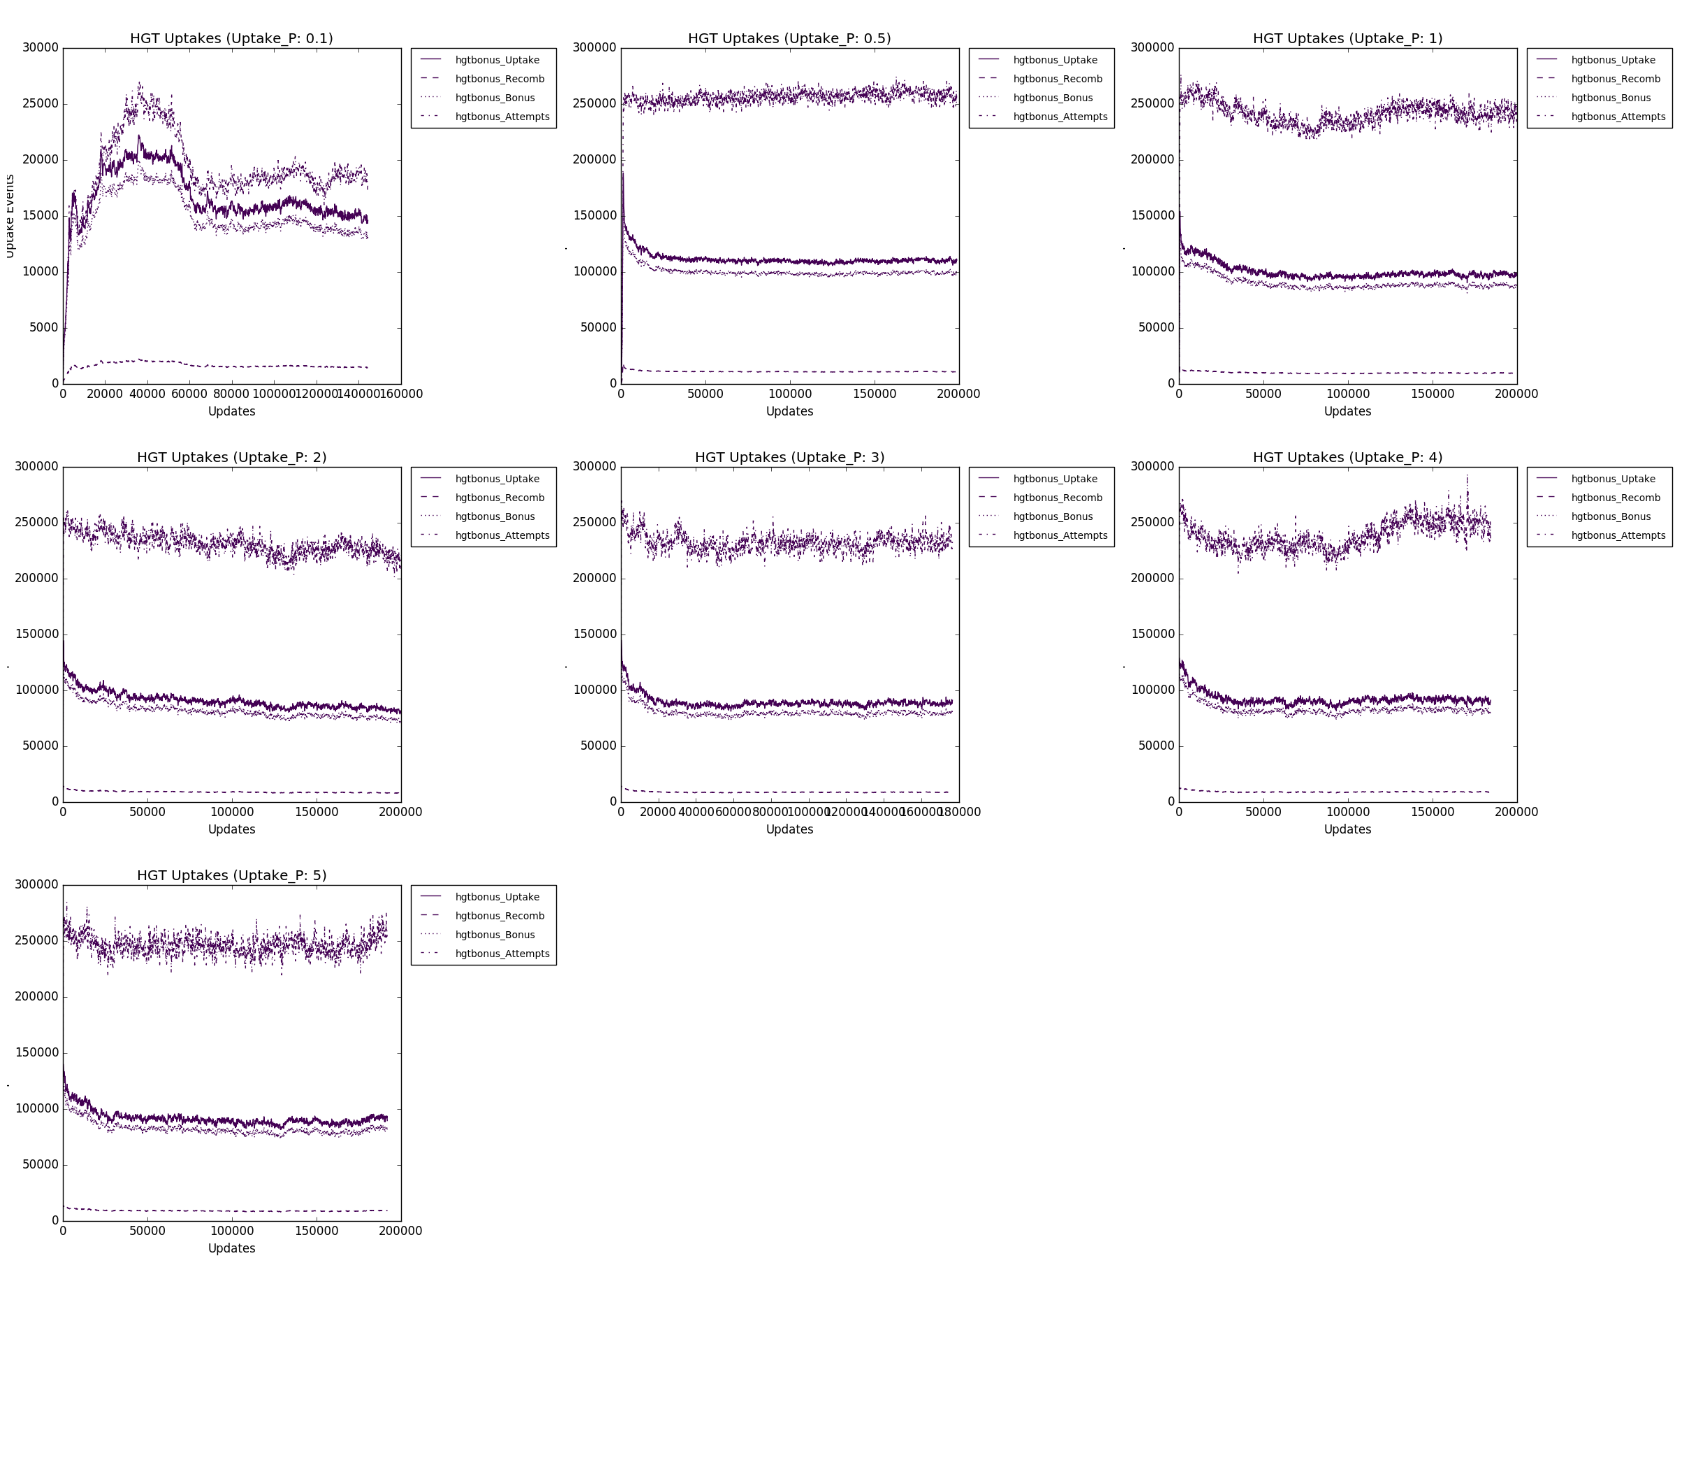 HGT Uptakes (Uptake_P: 0.1)
30000
25000
20000
15000
10000
5000
0
Uptake Events
0 20000 40000 60000 80000 100000 120000 140000 160000
Updates
hgtbonus_Uptake
hgtbonus_Recomb
hgtbonus_Bonus
hgtbonus_Attempts
HGT Uptakes (Uptake_P: 0.5)
300000
250000
200000
150000
100000
50000
0
0 50000 100000 150000 200000
Updates
hgtbonus_Uptake
hgtbonus_Recomb
hgtbonus_Bonus
hgtbonus_Attempts
HGT Uptakes (Uptake_P: 1)
300000
250000
200000
150000
100000
50000
0
0 50000 100000 150000 200000
Updates
hgtbonus_Uptake
hgtbonus_Recomb
hgtbonus_Bonus
hgtbonus_Attempts
HGT Uptakes (Uptake_P: 2)
300000
250000
200000
150000
100000
50000
0
0 50000 100000 150000 200000
Updates
hgtbonus_Uptake
hgtbonus_Recomb
hgtbonus_Bonus
hgtbonus_Attempts
HGT Uptakes (Uptake_P: 3)
300000
250000
200000
150000
100000
50000
0
0 20000 40000 60000 80000 100000 120000 140000 160000 180000
Updates
hgtbonus_Uptake
hgtbonus_Recomb
hgtbonus_Bonus
hgtbonus_Attempts
HGT Uptakes (Uptake_P: 4)
300000
250000
200000
150000
100000
50000
0
0 50000 100000 150000 200000
Updates
hgtbonus_Uptake
hgtbonus_Recomb
hgtbonus_Bonus
hgtbonus_Attempts
HGT Uptakes (Uptake_P: 5)
300000
250000
200000
150000
100000
50000
0
0 50000 100000 150000 200000
Updates
hgtbonus_Uptake
hgtbonus_Recomb
hgtbonus_Bonus
hgtbonus_Attempts